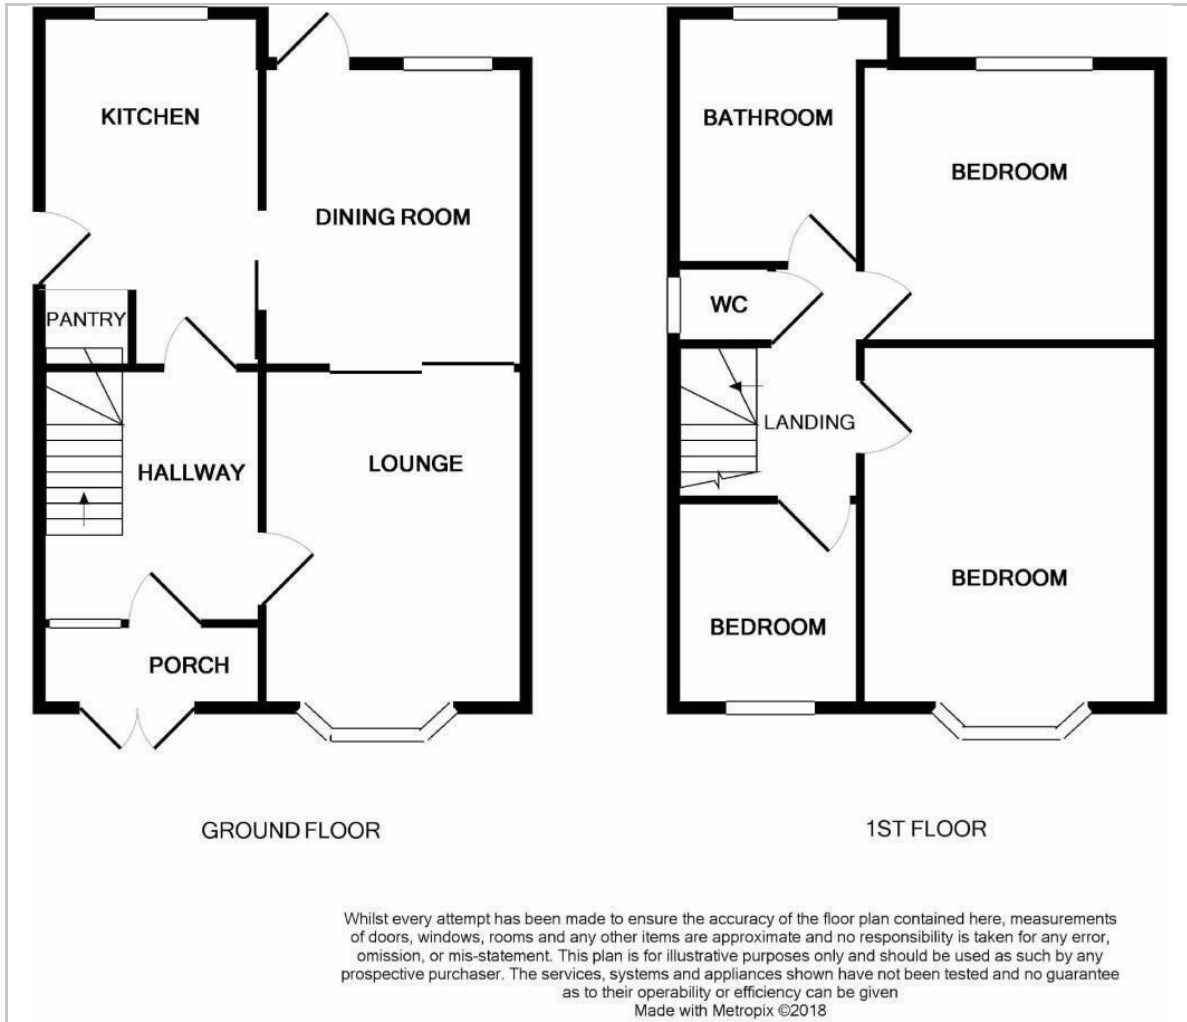 KITCHEN
DINING ROOM
PANTRY
HALLWAY
LOUNGE
PORCH
GROUND FLOOR
BATHROOM
BEDROOM
WC
LANDING
BEDROOM
BEDROOM
1ST FLOOR
Whilst every attempt has been made to ensure the accuracy of the floor plan contained here, measurements
of doors, windows, rooms and any other items are approximate and no responsibility is taken for any error,
omission, or mis-statement. This plan is for illustrative purposes only and should be used as such by any
prospective purchaser. The services, systems and appliances shown have not been tested and no guarantee
as to their operability or efficiency can be given
Made with Metropix ©2018